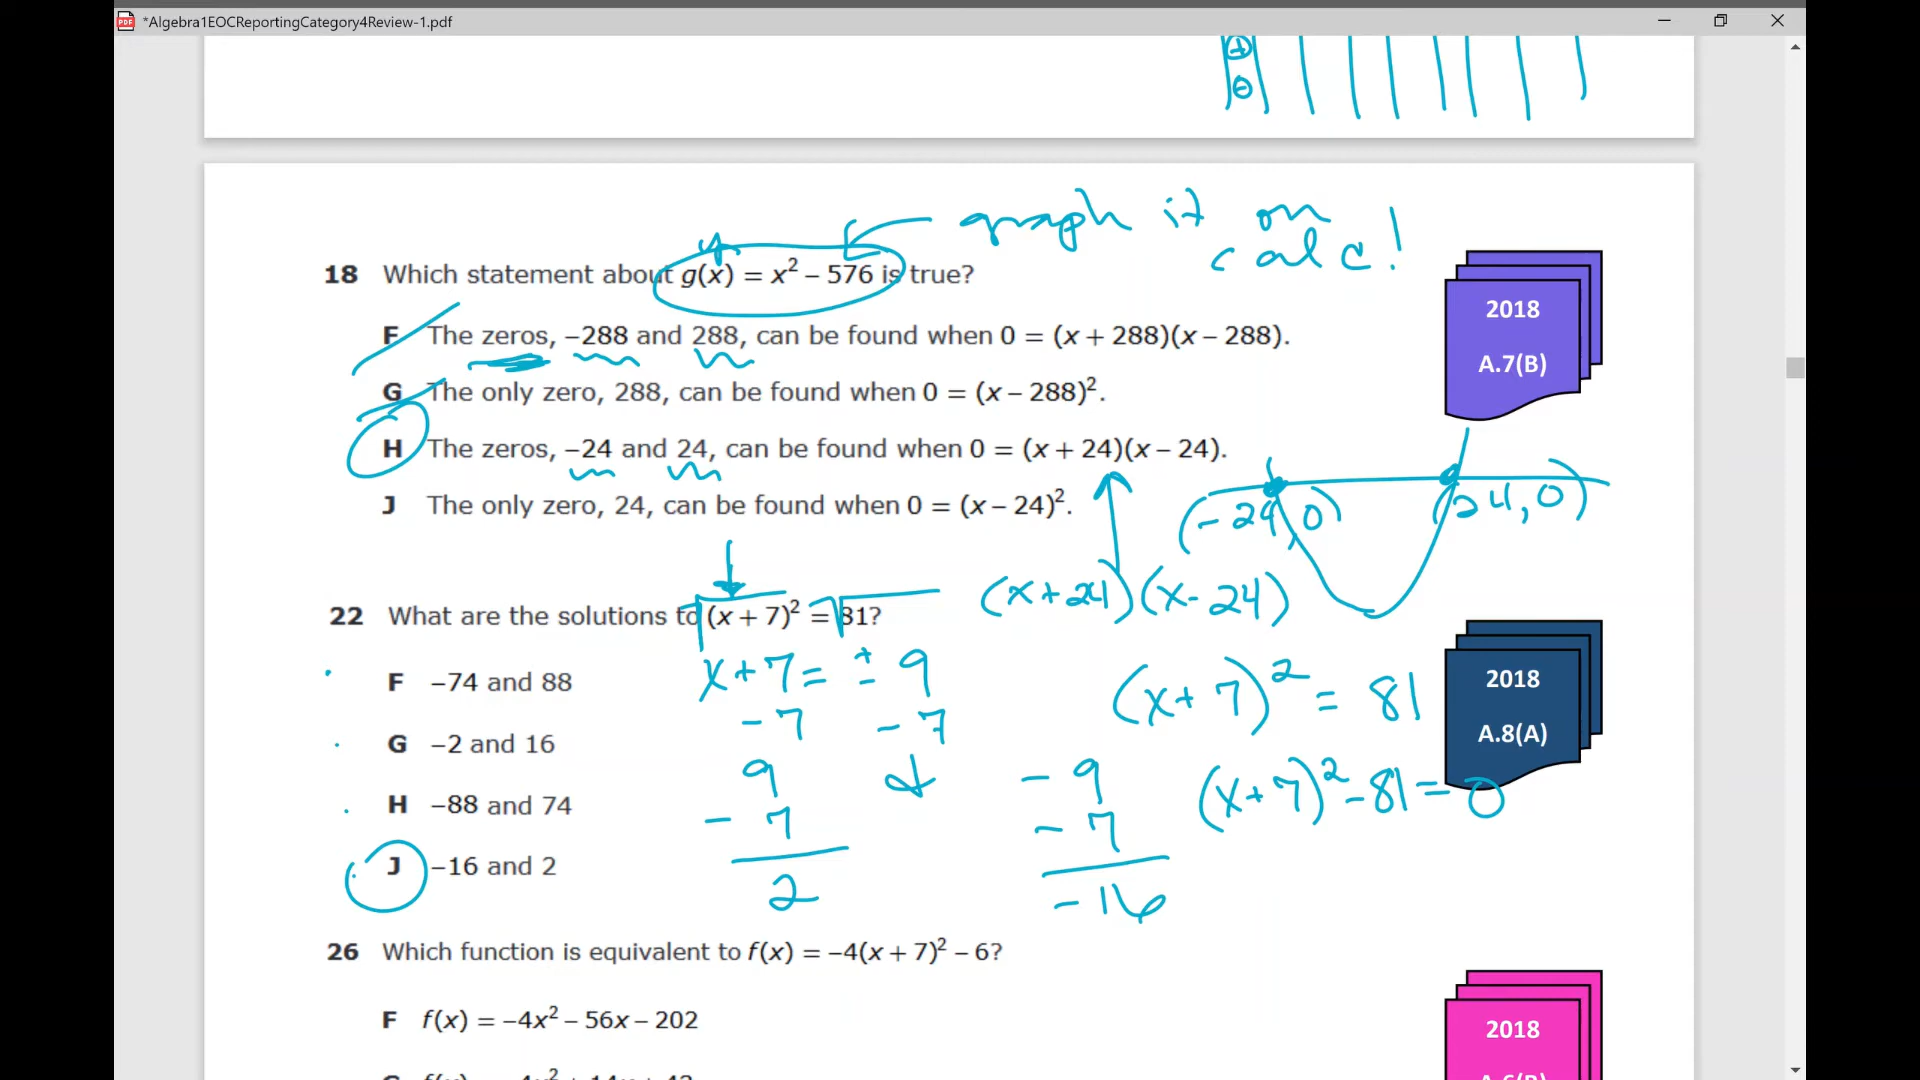 *Algebra1EOCReportingCategory4Review-1.pdf
+
-
graph it on
calc!
y
18 Which statement about g(x) = x² – 576 is true?
F The zeros, –288 and 288, can be found when 0 = (x + 288)(x – 288).
G The only zero, 288, can be found when 0 = (x – 288)².
H The zeros, –24 and 24, can be found when 0 = (x + 24)(x – 24).
J The only zero, 24, can be found when 0 = (x – 24)².
2018
A.7(B)
(-24, 0) (24, 0)
(x+24)(x-24)
22 What are the solutions to (x + 7)² = 81?
F –74 and 88
G –2 and 16
H –88 and 74
J –16 and 2
x+7 = ± 9
-7 -7
9
- 7
2
- 9
- 7
-16
(x+7)² = 81
(x+7)² - 81 = 0
2018
A.8(A)
26 Which function is equivalent to f(x) = –4(x + 7)² – 6?
F f(x) = –4x² – 56x – 202
2018